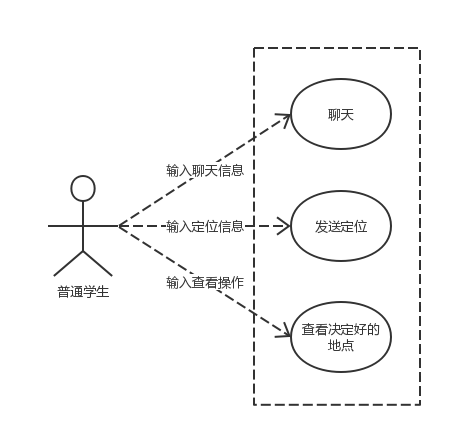 聊天
输入聊天信息
输入定位信息
发送定位
输入查看操作
普通学生
查看决定好的
地点